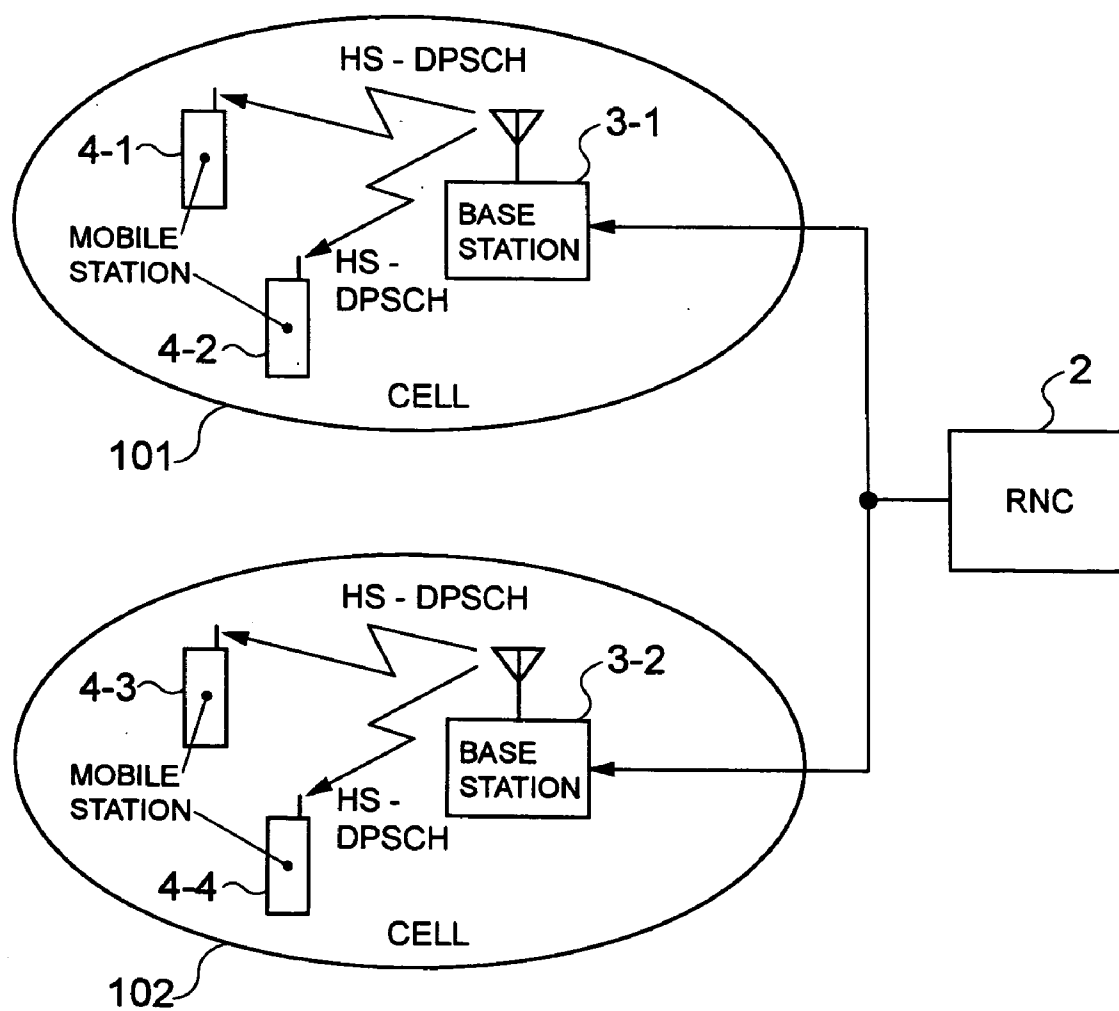 HS - DPSCH
3-1
4-1
BASE
STATION
MOBILE
STATION
HS -
DPSCH
4-2
CELL
101
2
RNC
HS - DPSCH
3-2
4-3
BASE
STATION
MOBILE
STATION
HS -
DPSCH
4-4
CELL
102